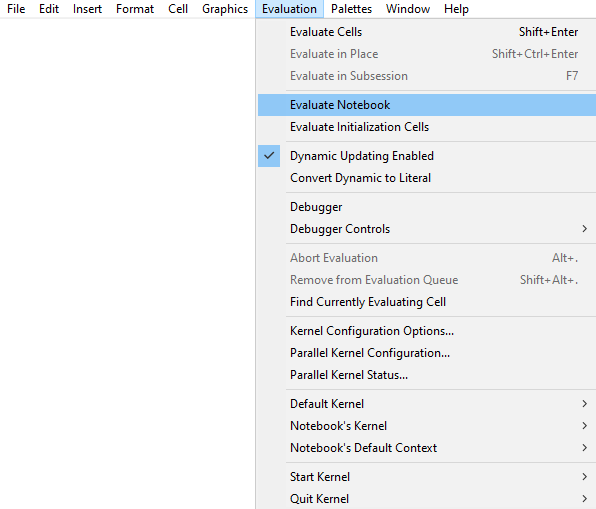 File Edit Insert Format Cell Graphics Evaluation Palettes Window Help
Evaluate Cells Shift+Enter
Evaluate in Place Shift+Ctrl+Enter
Evaluate in Subsession F7
Evaluate Notebook
Evaluate Initialization Cells
Dynamic Updating Enabled
Convert Dynamic to Literal
Debugger
Debugger Controls
Abort Evaluation Alt+.
Remove from Evaluation Queue Shift+Alt+.
Find Currently Evaluating Cell
Kernel Configuration Options...
Parallel Kernel Configuration...
Parallel Kernel Status...
Default Kernel
Notebook's Kernel
Notebook's Default Context
Start Kernel
Quit Kernel